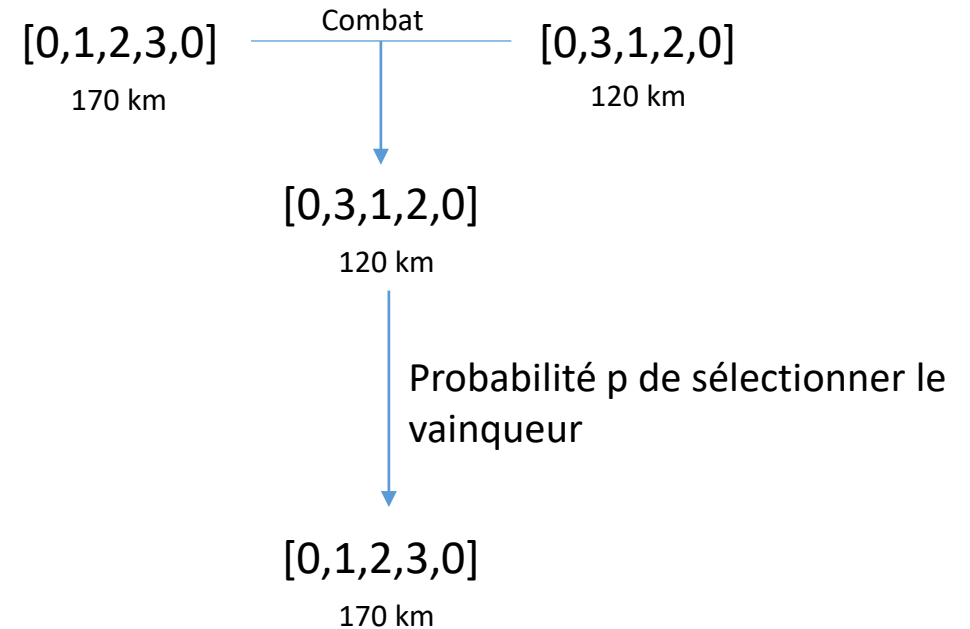 Combat
[0,1,2,3,0]
[0,3,1,2,0]
170 km
120 km
[0,3,1,2,0]
120 km
Probabilité p de sélectionner le
vainqueur
[0,1,2,3,0]
170 km